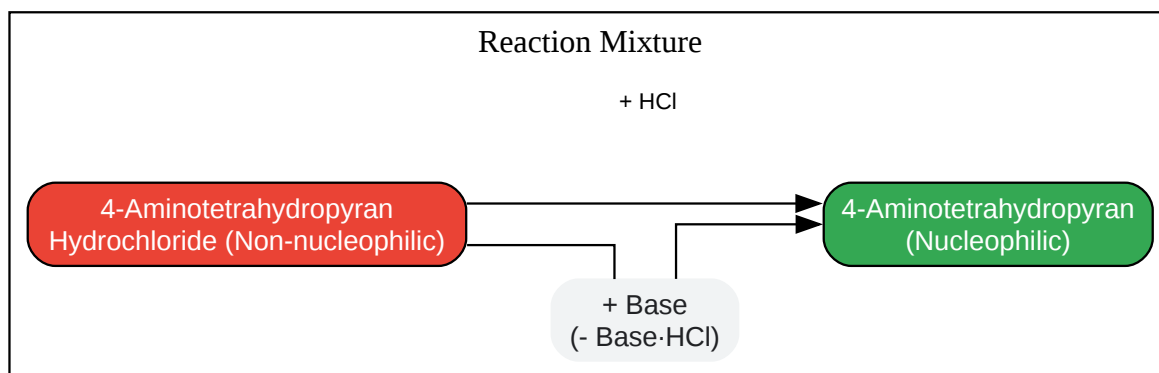 Reaction Mixture
+ HCl
4-Aminotetrahydropyran
Hydrochloride (Non-nucleophilic)
4-Aminotetrahydropyran
(Nucleophilic)
+ Base
(- Base·HCl)